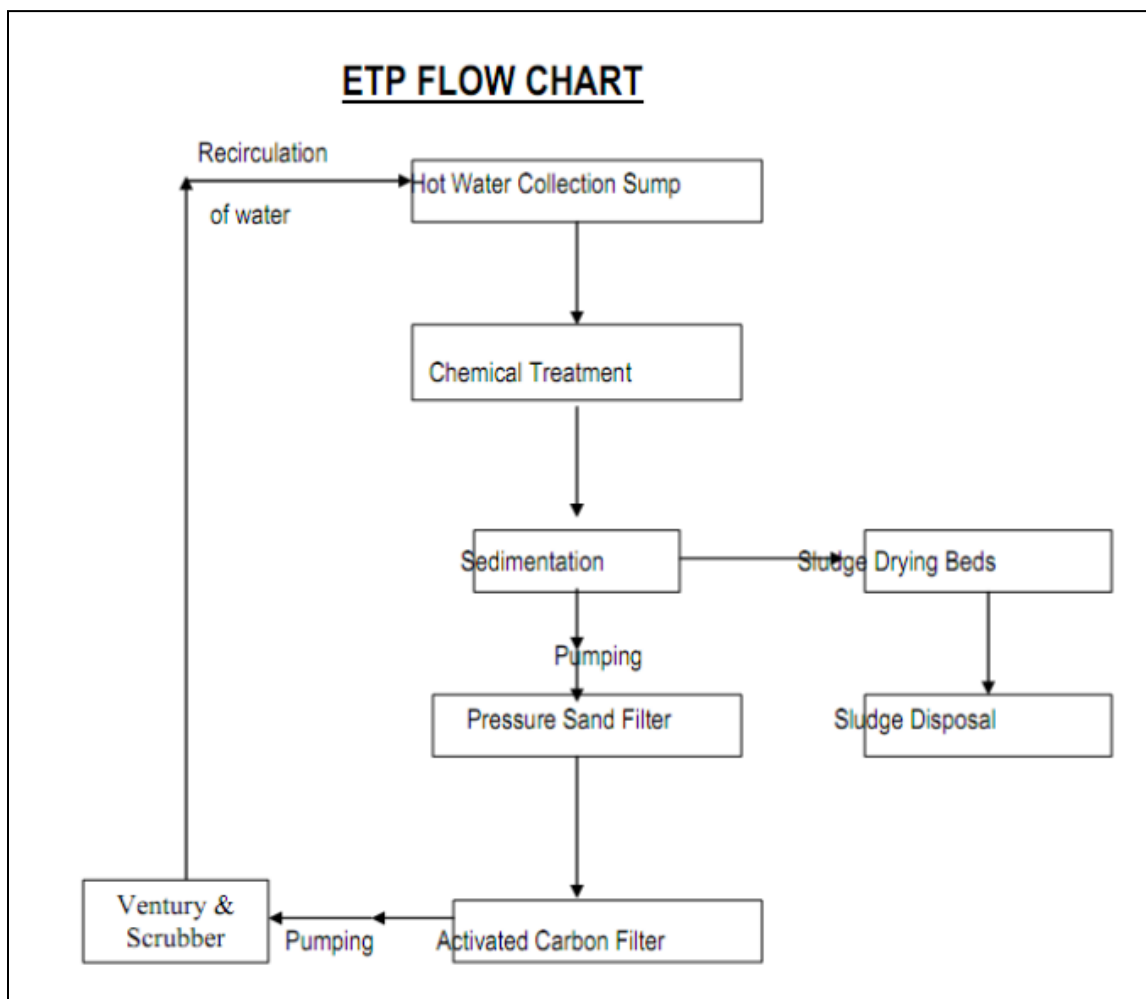 ETP FLOW CHART
Recirculation
of water
Hot Water Collection Sump
Chemical Treatment
Sedimentation
Sludge Drying Beds
Pumping
Pressure Sand Filter
Sludge Disposal
Ventury &
Scrubber
Pumping
Activated Carbon Filter